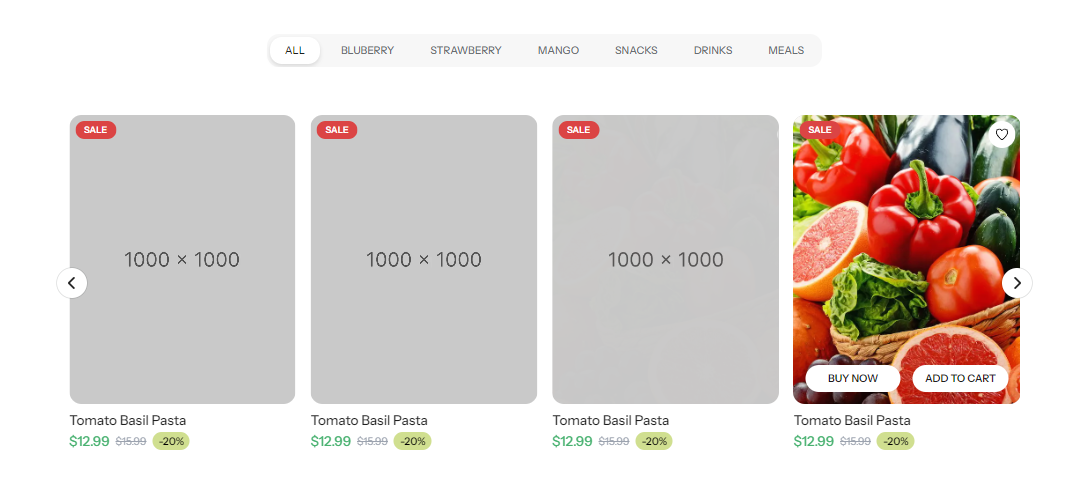 ALL BLUBERRY STRAWBERRY MANGO SNACKS DRINKS MEALS
SALE SALE SALE SALE
1000 × 1000 1000 × 1000 1000 × 1000
BUY NOW ADD TO CART
Tomato Basil Pasta Tomato Basil Pasta Tomato Basil Pasta Tomato Basil Pasta
$12.99 $15.99 -20% $12.99 $15.99 -20% $12.99 $15.99 -20% $12.99 $15.99 -20%